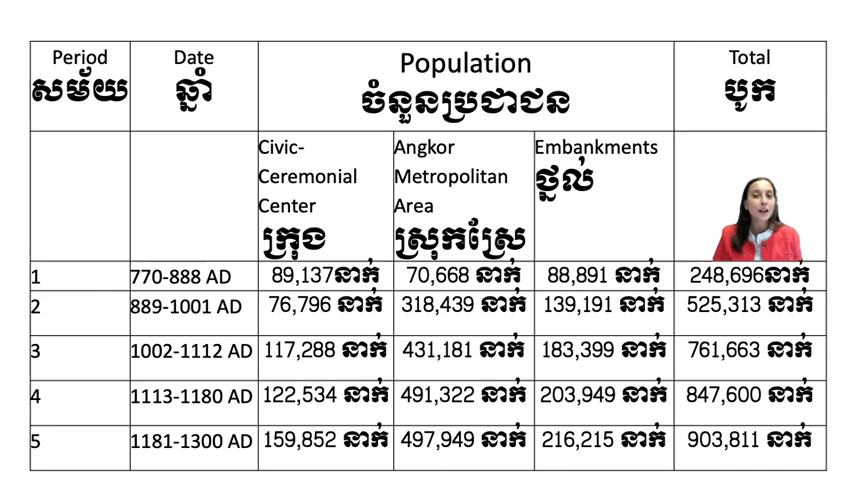 Period
សម័យ
Date
ឆ្នាំ
Population
ចំនួនប្រជាជន
Total
បូក
Civic-
Ceremonial
Center
ក្រុង
Angkor
Metropolitan
Area
ស្រុកស្រែ
Embankments
ថ្នល់
1 770-888 AD 89,137នាក់ 70,668 នាក់ 88,891 នាក់ 248,696នាក់
2 889-1001 AD 76,796 នាក់ 318,439 នាក់ 139,191 នាក់ 525,313 នាក់
3 1002-1112 AD 117,288 នាក់ 431,181 នាក់ 183,399 នាក់ 761,663 នាក់
4 1113-1180 AD 122,534 នាក់ 491,322 នាក់ 203,949 នាក់ 847,600 នាក់
5 1181-1300 AD 159,852 នាក់ 497,949 នាក់ 216,215 នាក់ 903,811 នាក់